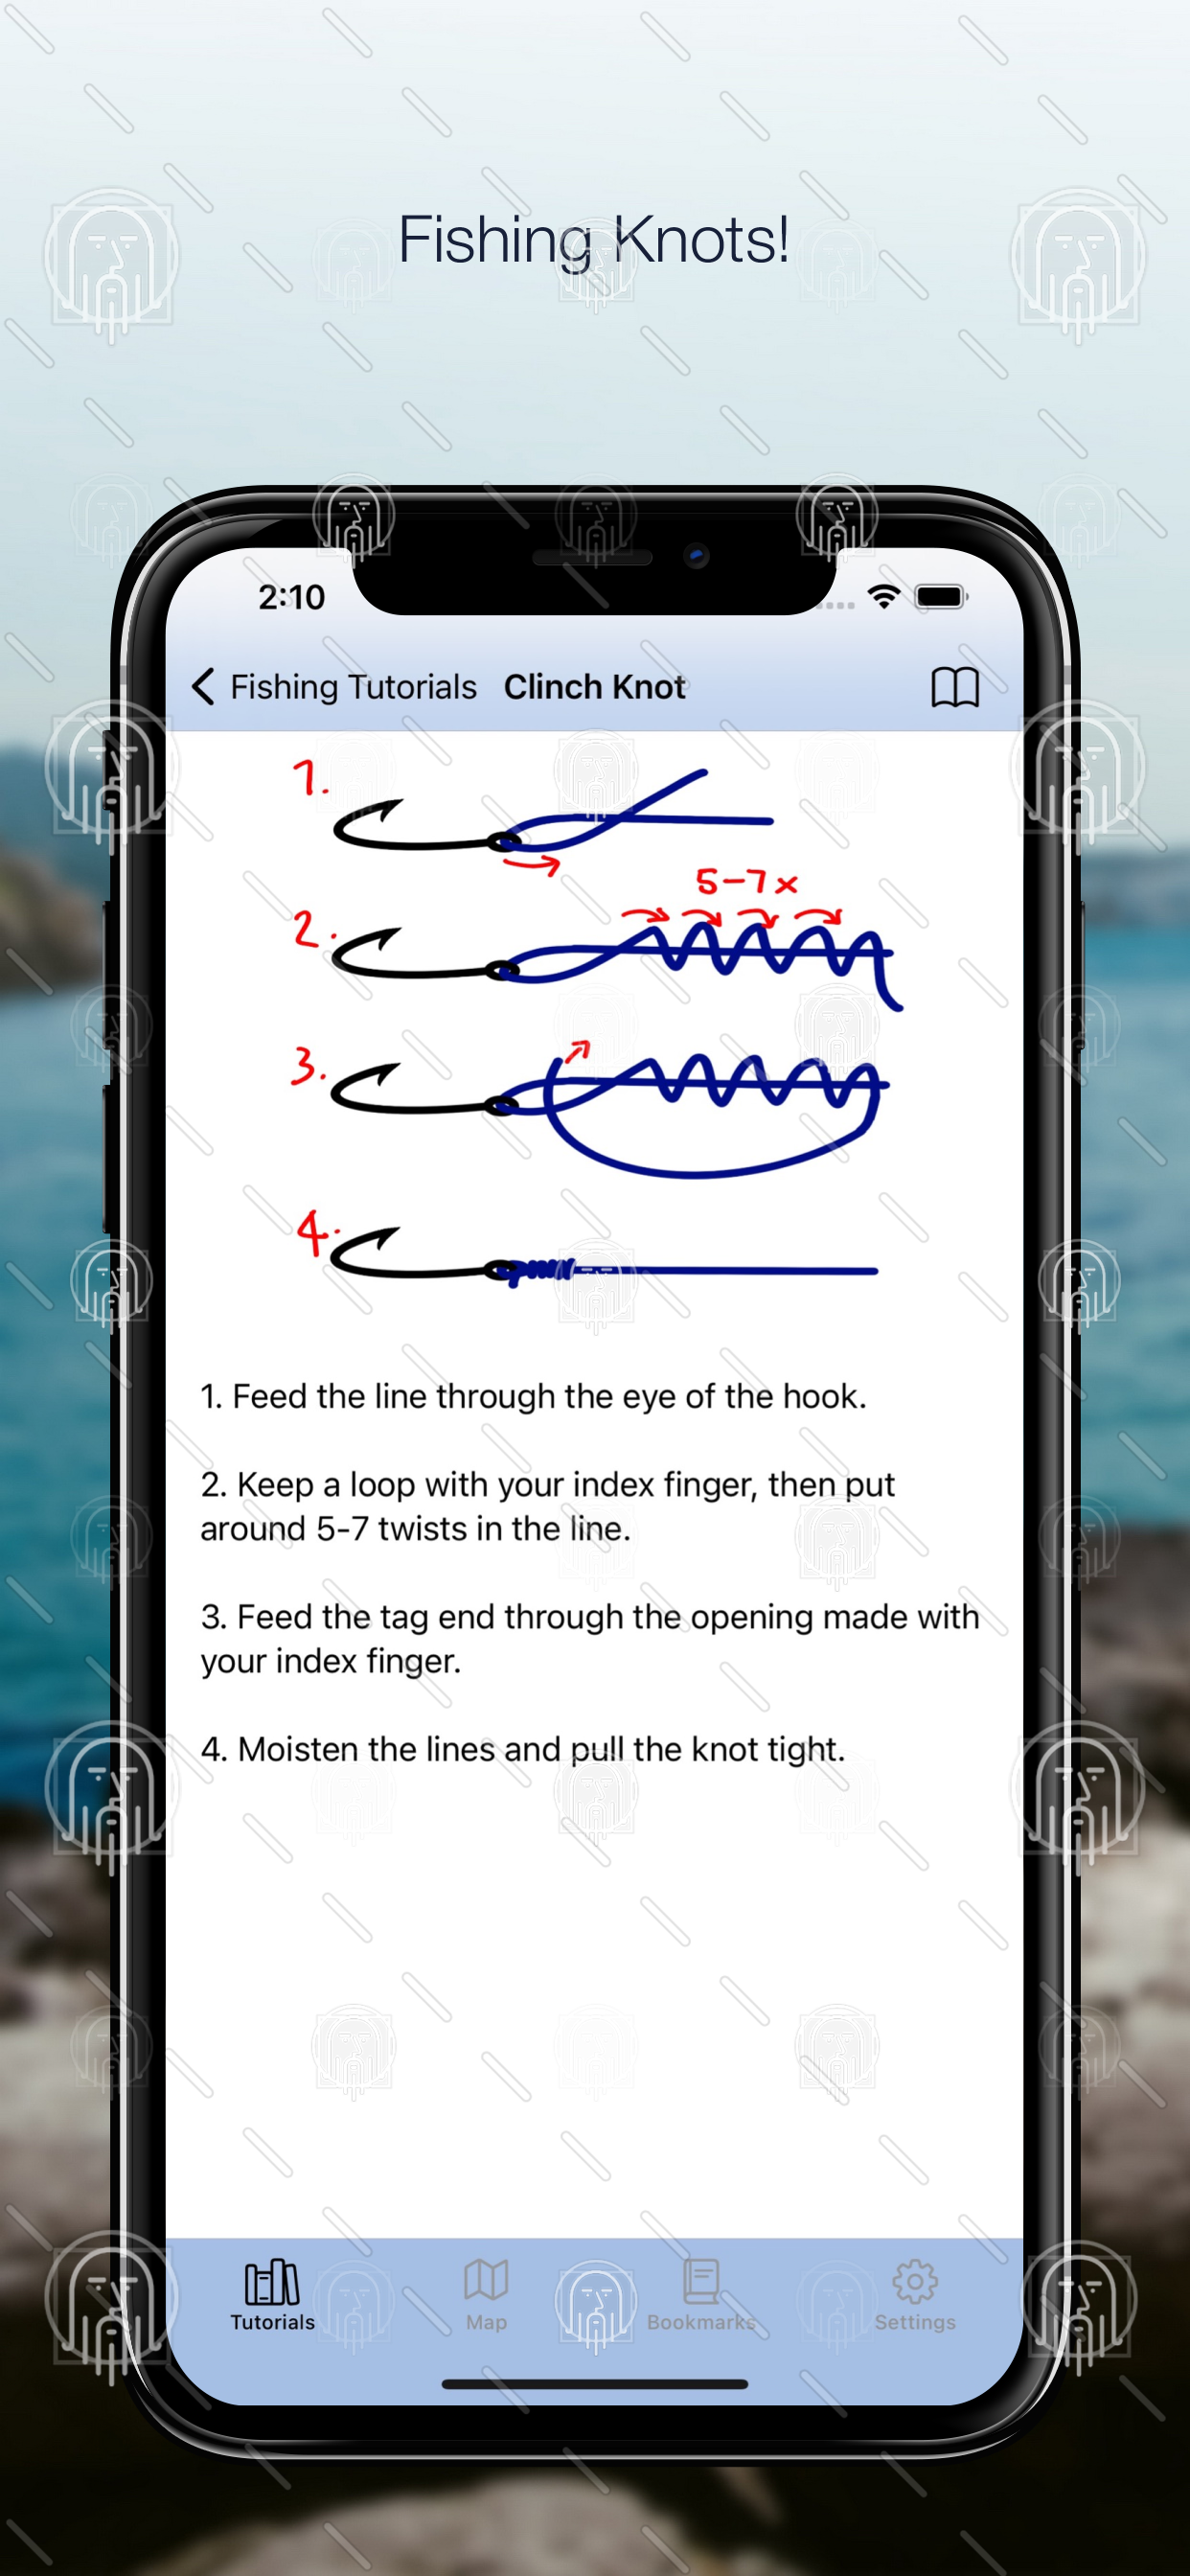 Fishing Knots!
2:10
Fishing Tutorials Clinch Knot
1.
5-7x
2.
3.
4.
1. Feed the line through the eye of the hook.
2. Keep a loop with your index finger, then put
around 5-7 twists in the line.
3. Feed the tag end through the opening made with
your index finger.
4. Moisten the lines and pull the knot tight.
Tutorials Map Bookmarks Settings